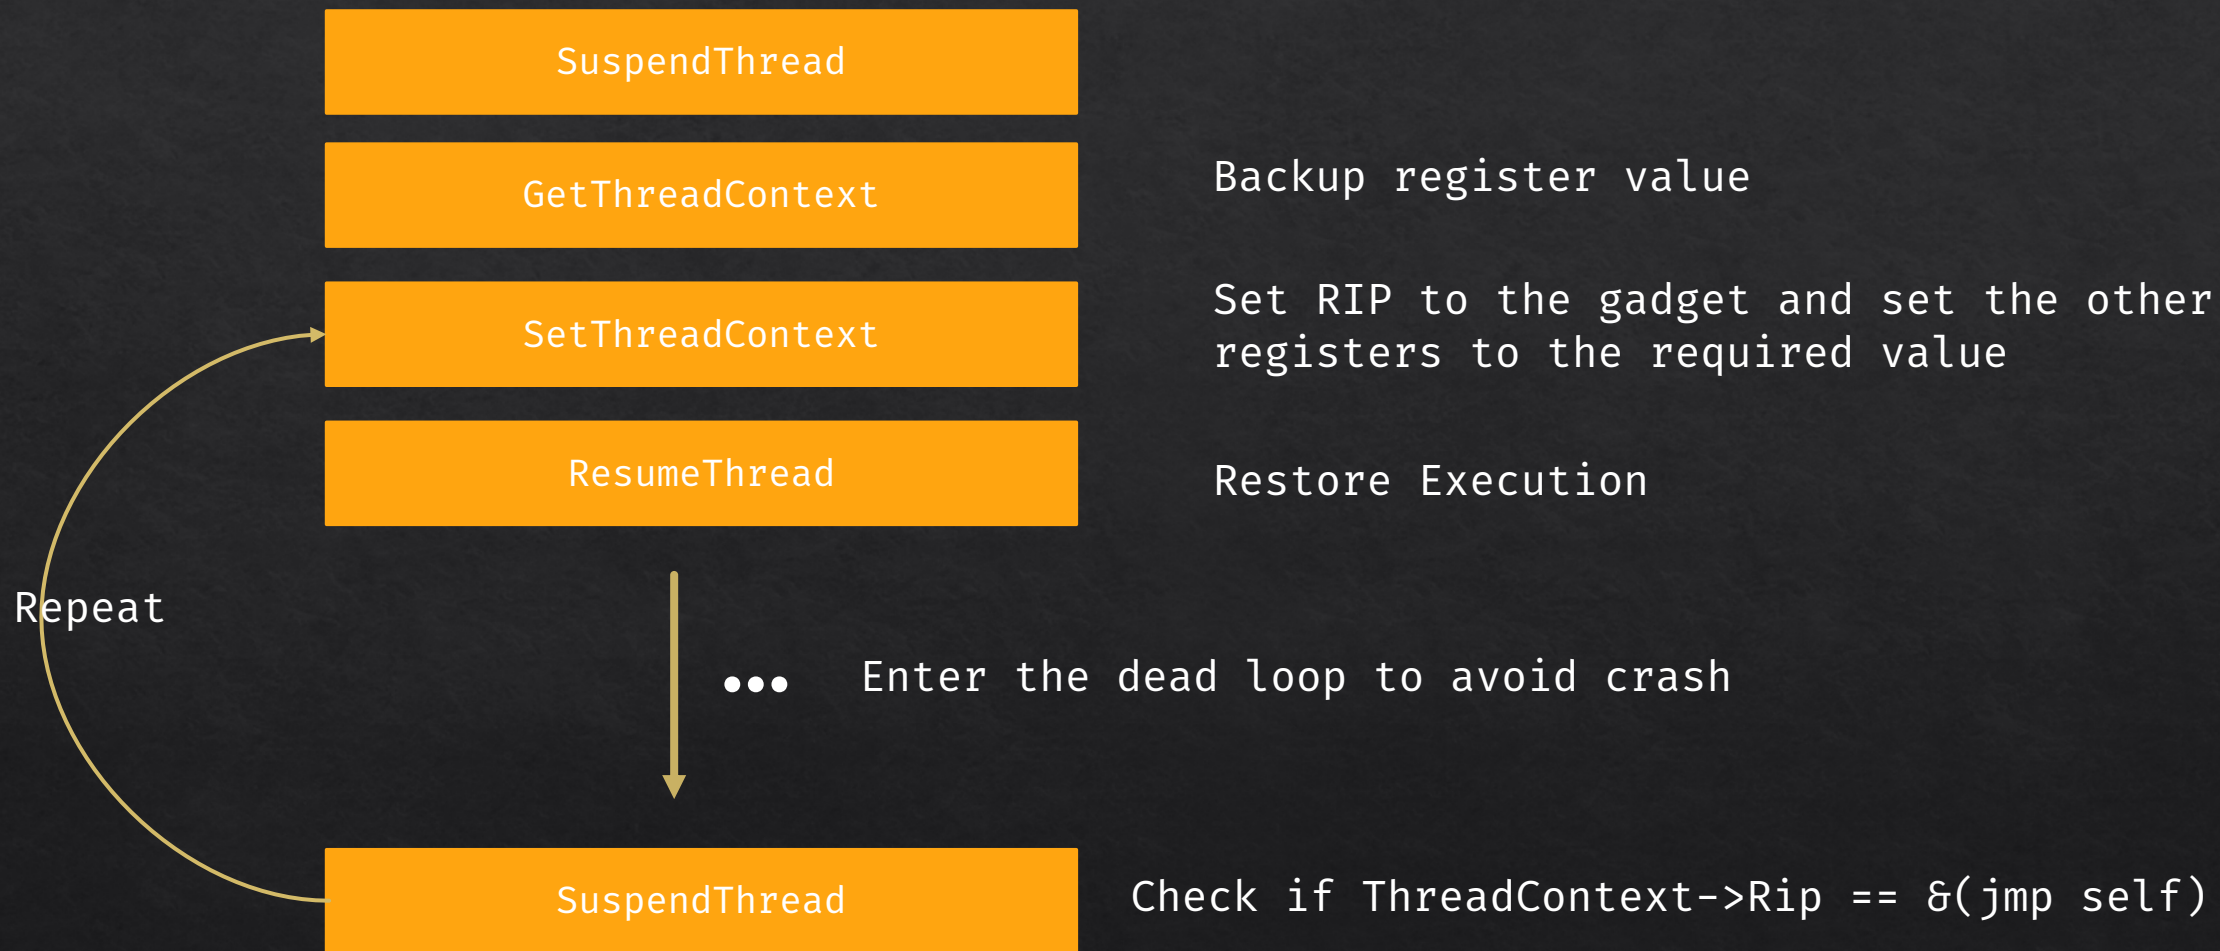 SuspendThread
GetThreadContext
Backup register value
SetThreadContext
Set RIP to the gadget and set the other
registers to the required value
ResumeThread
Restore Execution
Repeat
••• Enter the dead loop to avoid crash
SuspendThread
Check if ThreadContext->Rip == &(jmp self)